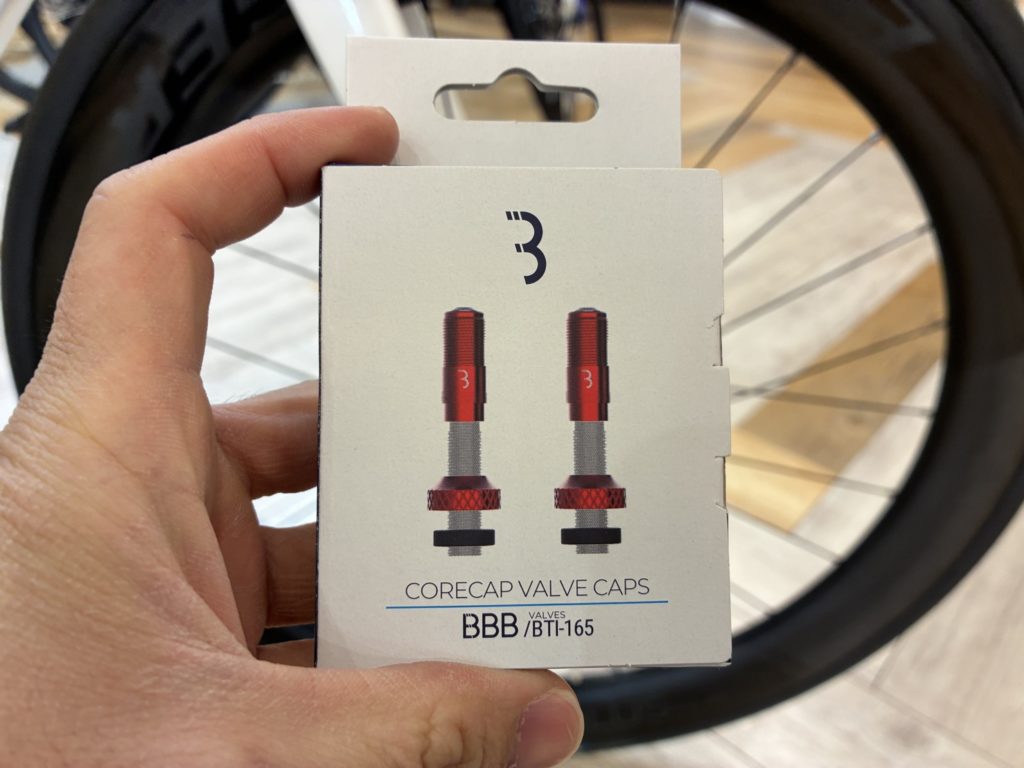 CORECAP VALVE CAPS
VALVES
BBB /BTI-165